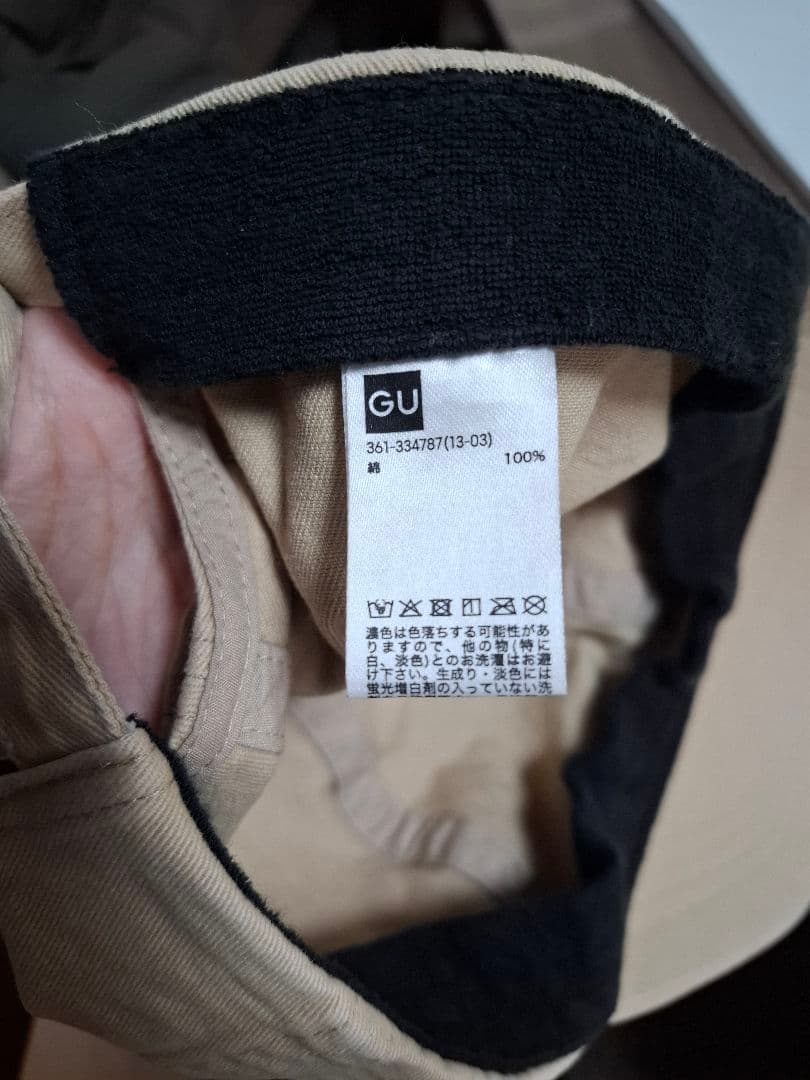 GU
361-334787(13-03)
綿 100%
濃色は色落ちする可能性があ
りますので、他の物(特に
白、淡色)とのお洗濯はお避
け下さい。生成り・淡色には
蛍光増白剤の入っていない洗